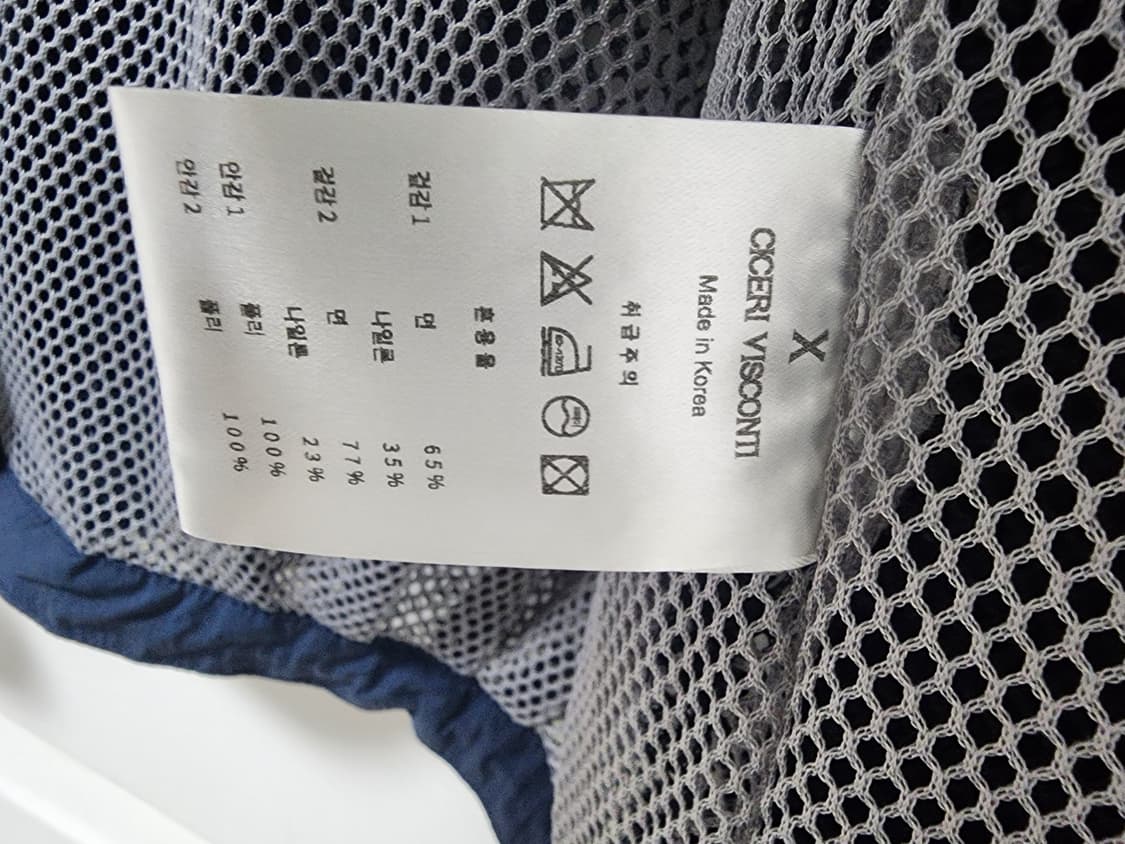 X
CICERI VISCONTI
Made in Korea
취급주의
혼용율
겉감1 면 65%
나일론 35%
겉감2 면 77%
나일론 23%
안감1 폴리 100%
안감2 폴리 100%